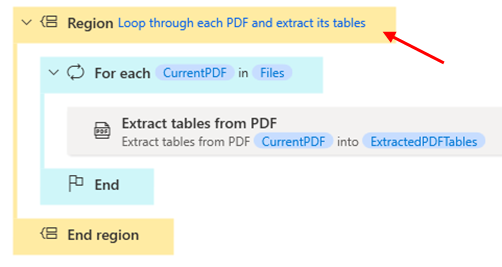 Region Loop through each PDF and extract its tables
For each CurrentPDF in Files
Extract tables from PDF
PDF
Extract tables from PDF CurrentPDF into ExtractedPDFTables
End
End region